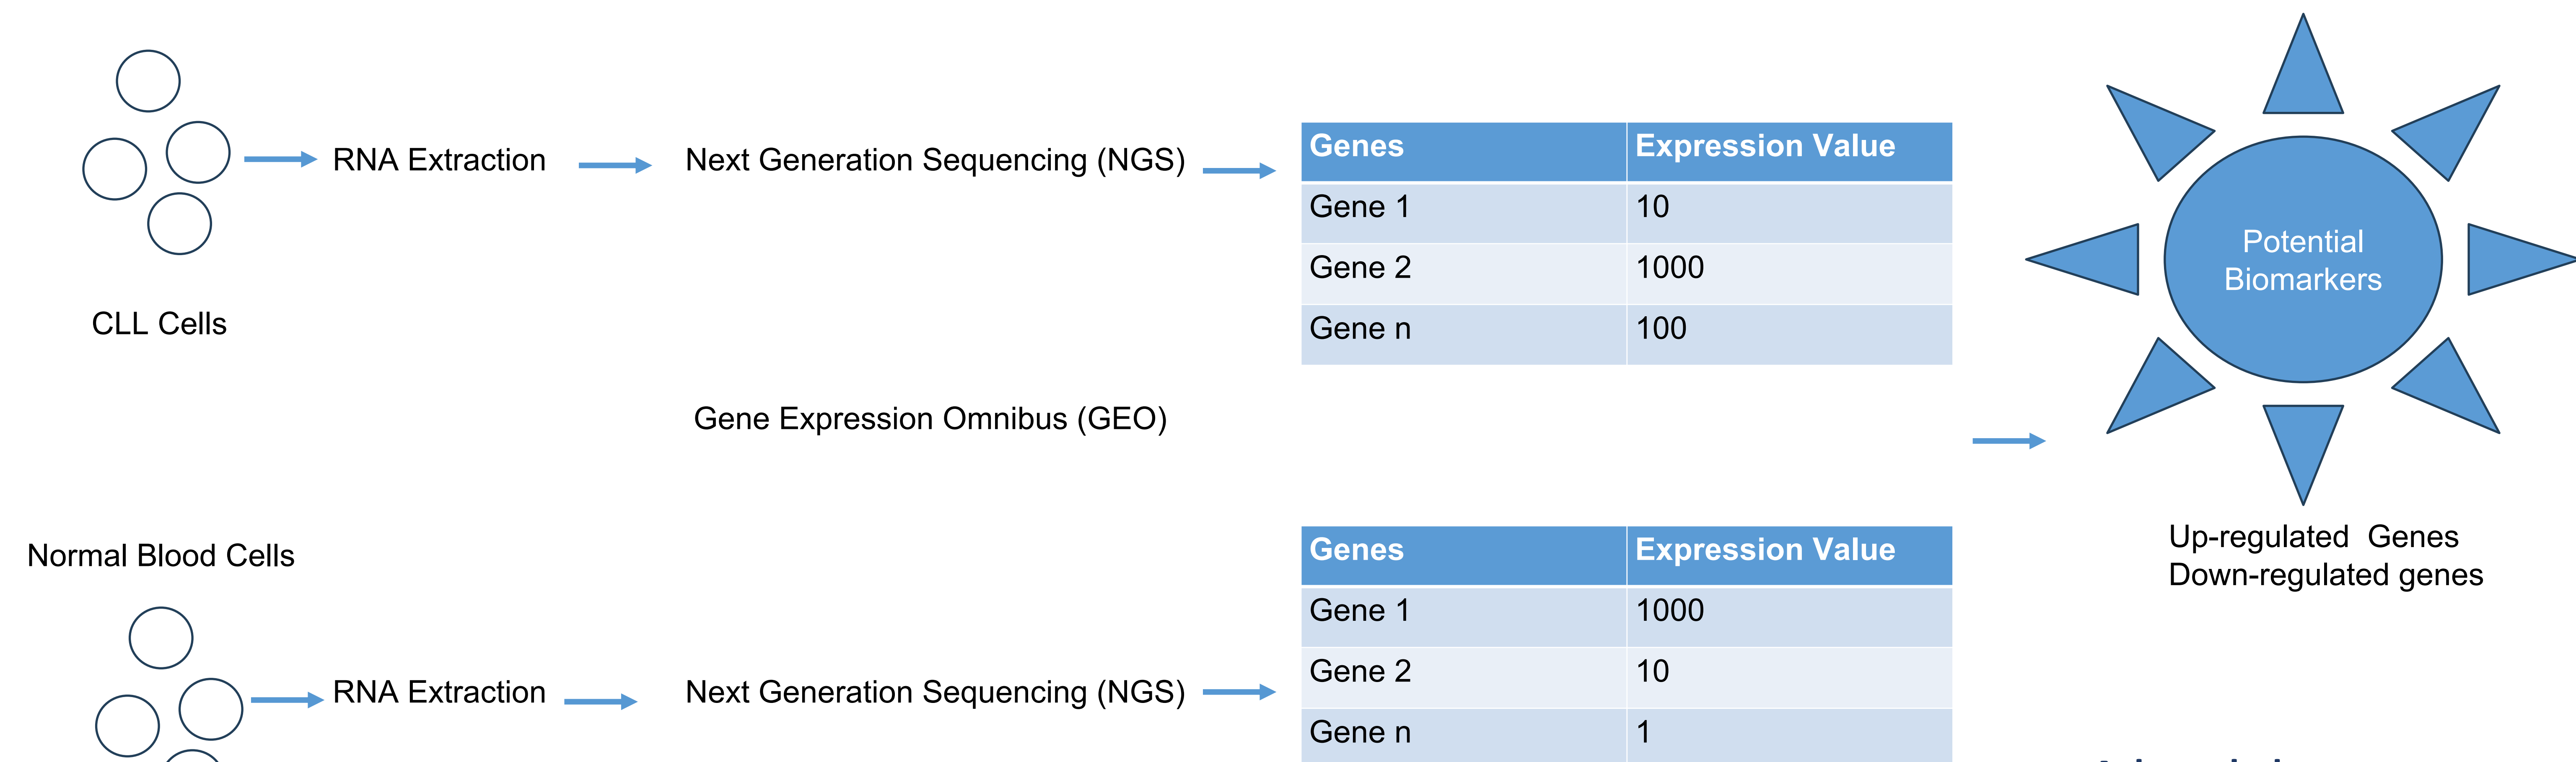 RNA Extraction
Next Generation Sequencing (NGS)
CLL Cells
Genes Expression Value
Gene 1 10
Gene 2 1000
Gene n 100
Potential
Biomarkers
Gene Expression Omnibus (GEO)
Normal Blood Cells
RNA Extraction
Next Generation Sequencing (NGS)
Genes Expression Value
Gene 1 1000
Gene 2 10
Gene n 1
Up-regulated Genes
Down-regulated genes